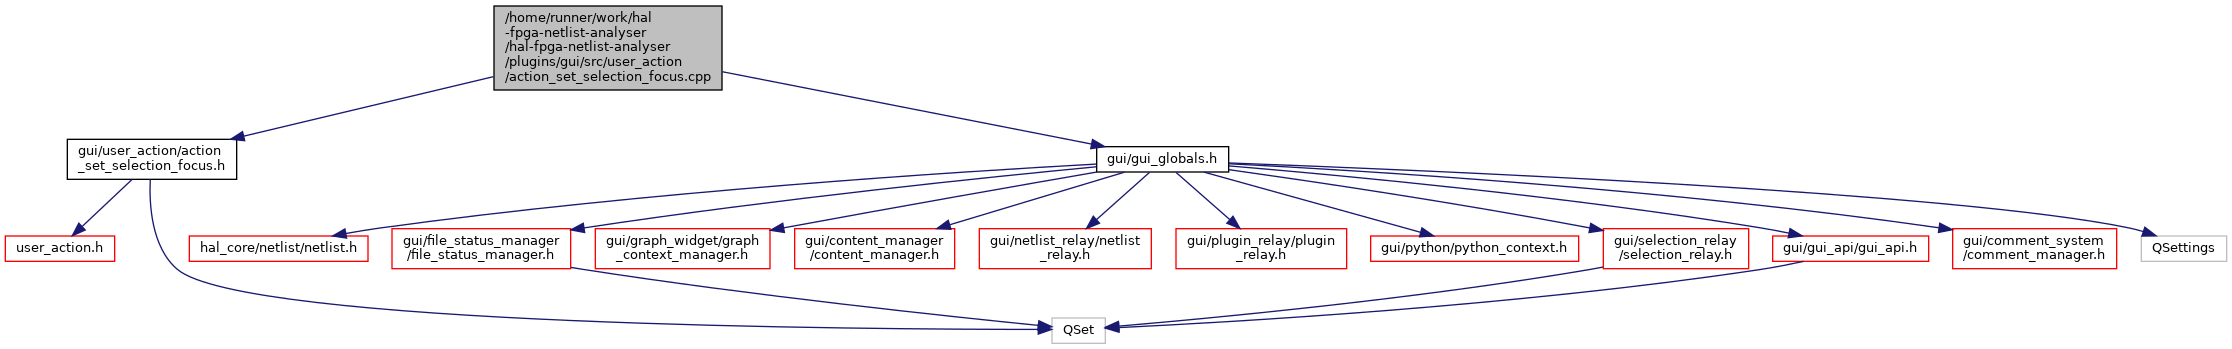 /home/runner/work/hal
-fpga-netlist-analyser
/hal-fpga-netlist-analyser
/plugins/gui/src/user_action
/action_set_selection_focus.cpp
gui/user_action/action
_set_selection_focus.h
gui/gui_globals.h
user_action.h
hal_core/netlist/netlist.h
gui/file_status_manager
/file_status_manager.h
gui/graph_widget/graph
_context_manager.h
gui/content_manager
/content_manager.h
gui/netlist_relay/netlist
_relay.h
gui/plugin_relay/plugin
_relay.h
gui/python/python_context.h
gui/selection_relay
/selection_relay.h
gui/gui_api/gui_api.h
gui/comment_system
/comment_manager.h
QSettings
QSet